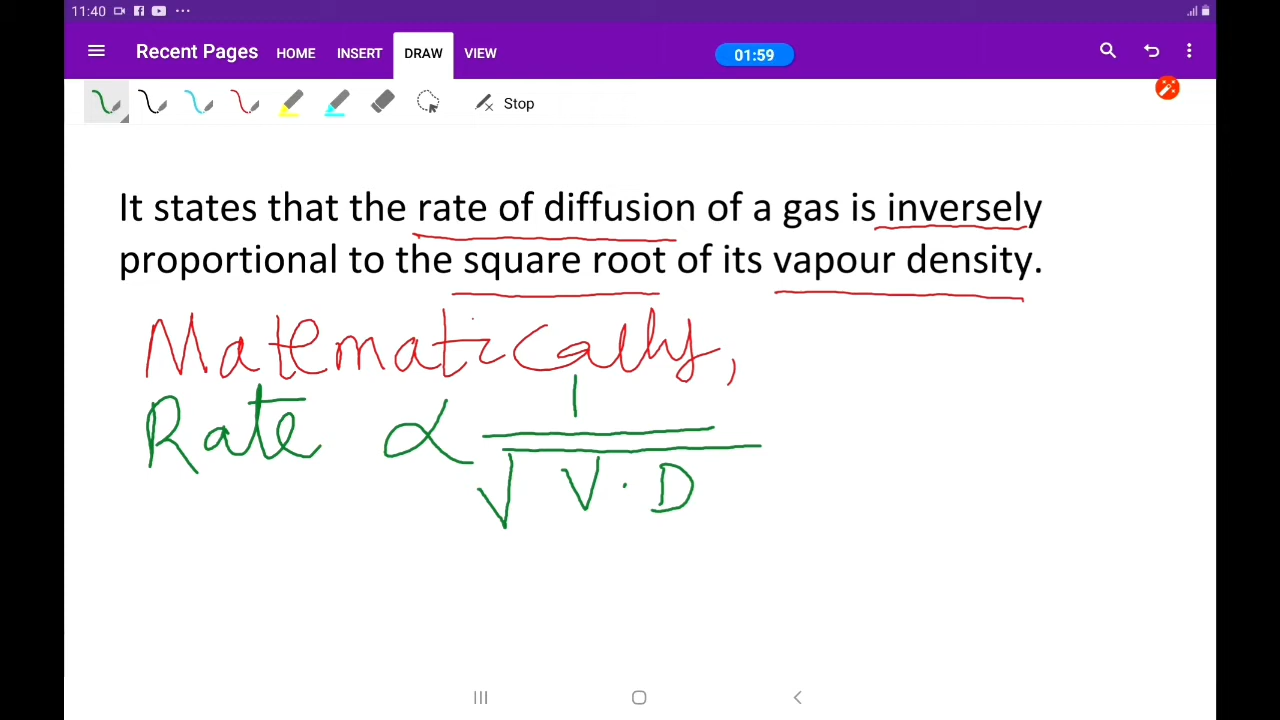 11:40
Recent Pages HOME INSERT DRAW VIEW 01:59
Stop
It states that the rate of diffusion of a gas is inversely
proportional to the square root of its vapour density.
Matematically,
Rate ∝ 1
√ V · D